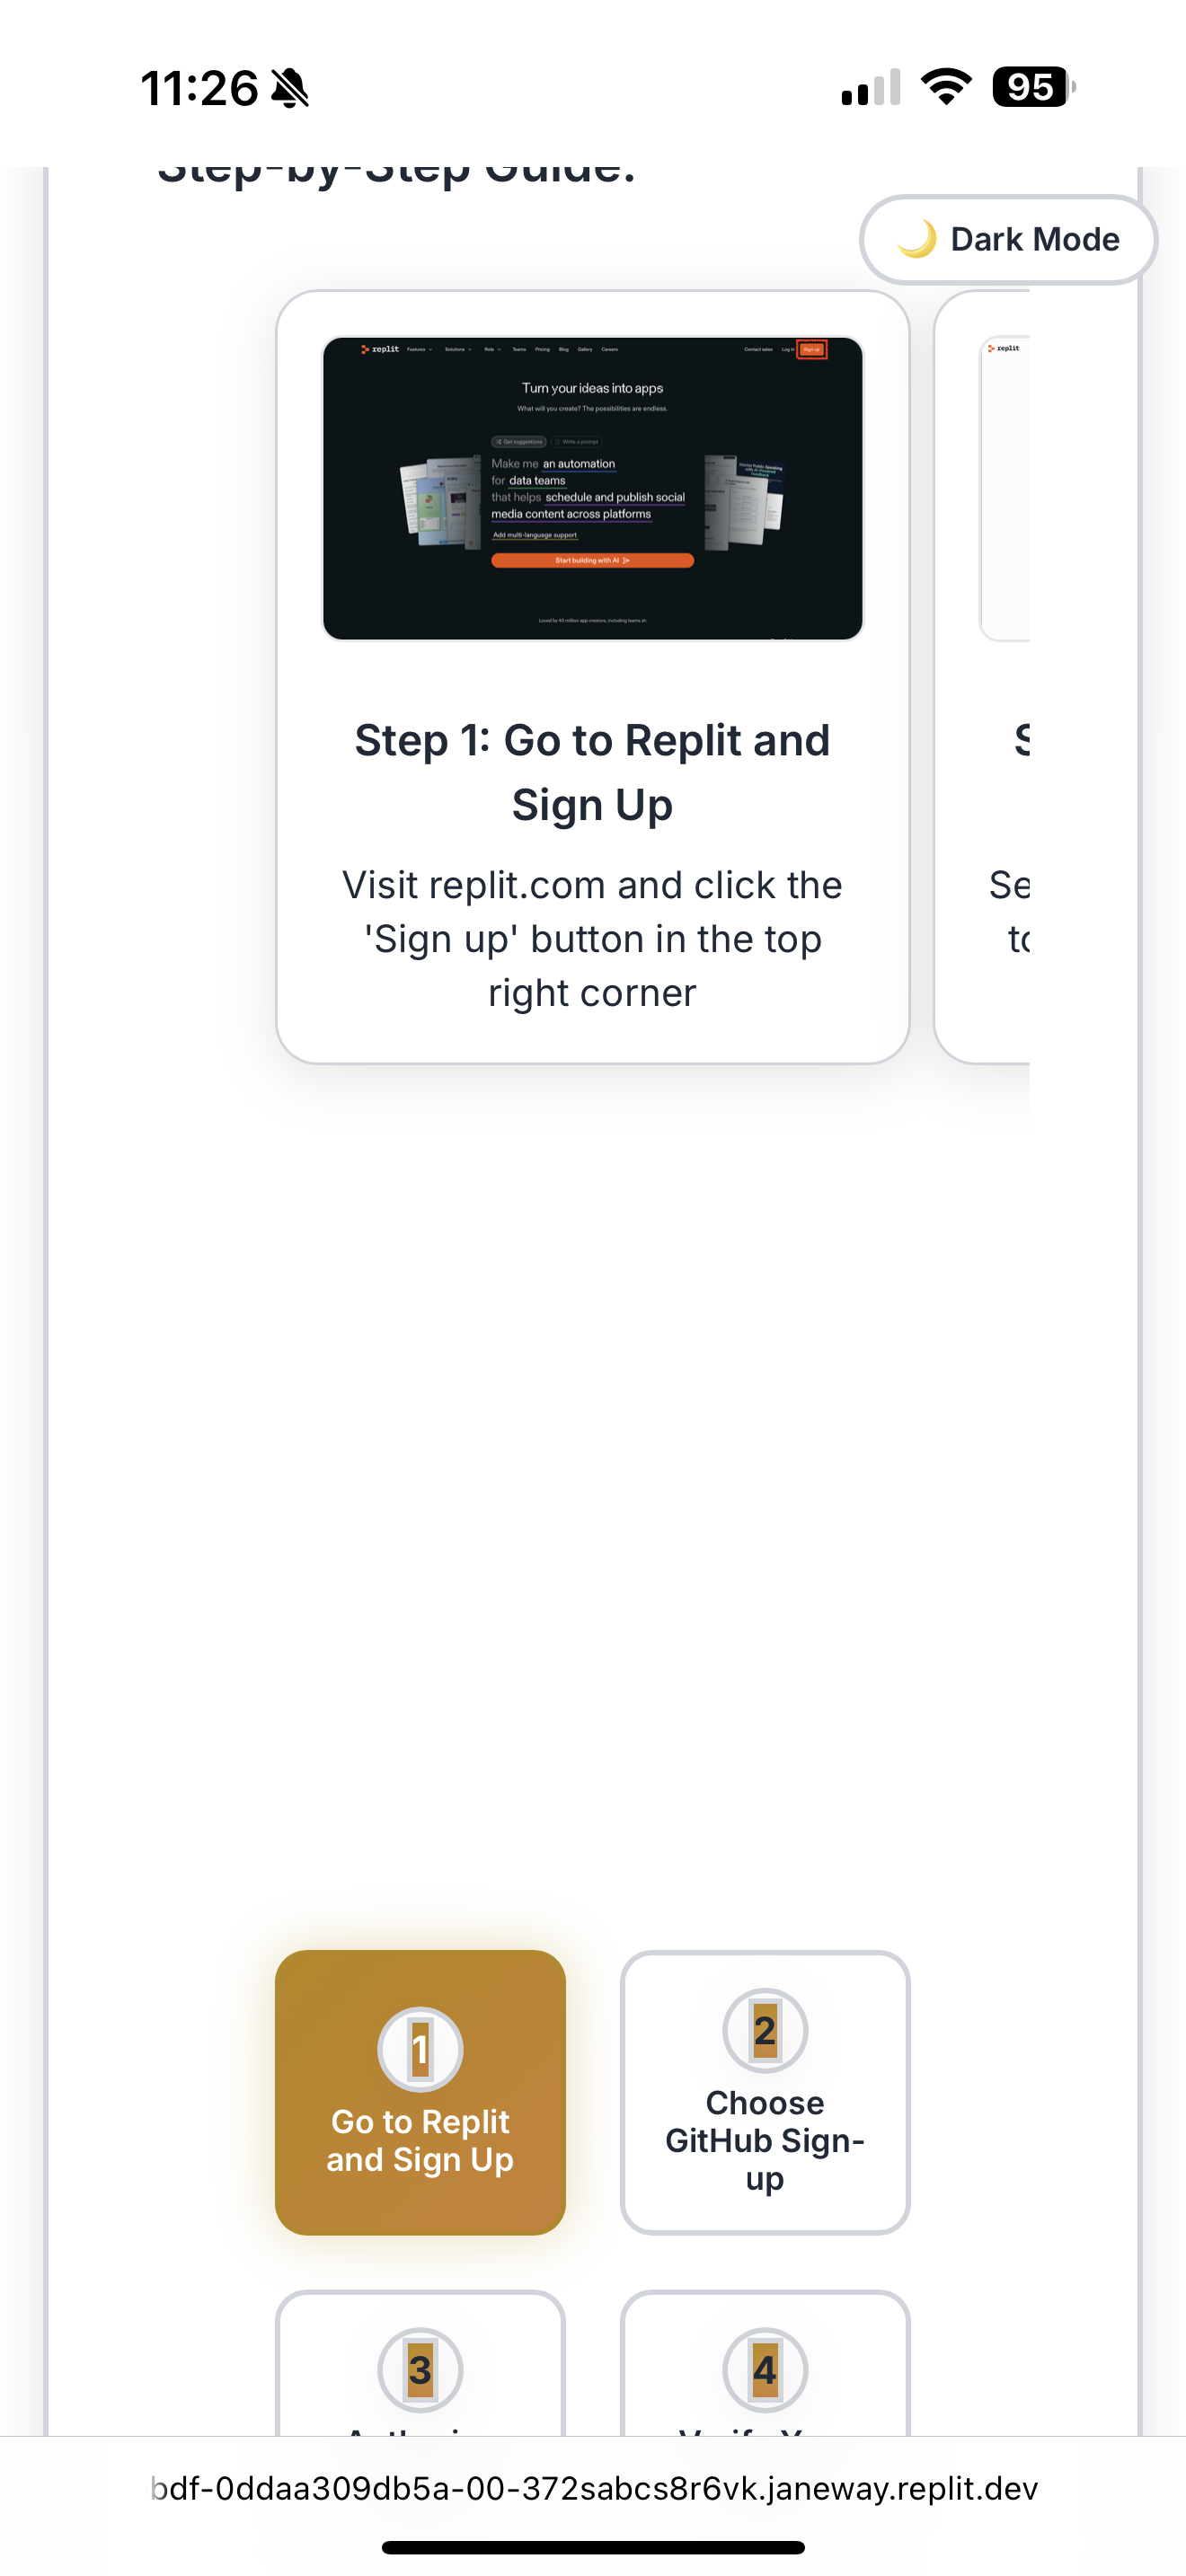 11:26
95
Step-by-Step Guide:
🌙 Dark Mode
replit Features Solutions Role Teams Pricing Blog Gallery Careers Contact sales Log in Sign up
Turn your ideas into apps
What will you create? The possibilities are endless.
Get suggestions Write a prompt
Make me an automation
for data teams
that helps schedule and publish social
media content across platforms
Add multi-language support
Start building with AI
Loved by 40 million app creators, including teams at:
replit
Step 1: Go to Replit and
Sign Up
Visit replit.com and click the
'Sign up' button in the top
right corner
S
Se
to
1
Go to Replit
and Sign Up
2
Choose
GitHub Sign-
up
3
4
bdf-0ddaa309db5a-00-372sabcs8r6vk.janeway.replit.dev